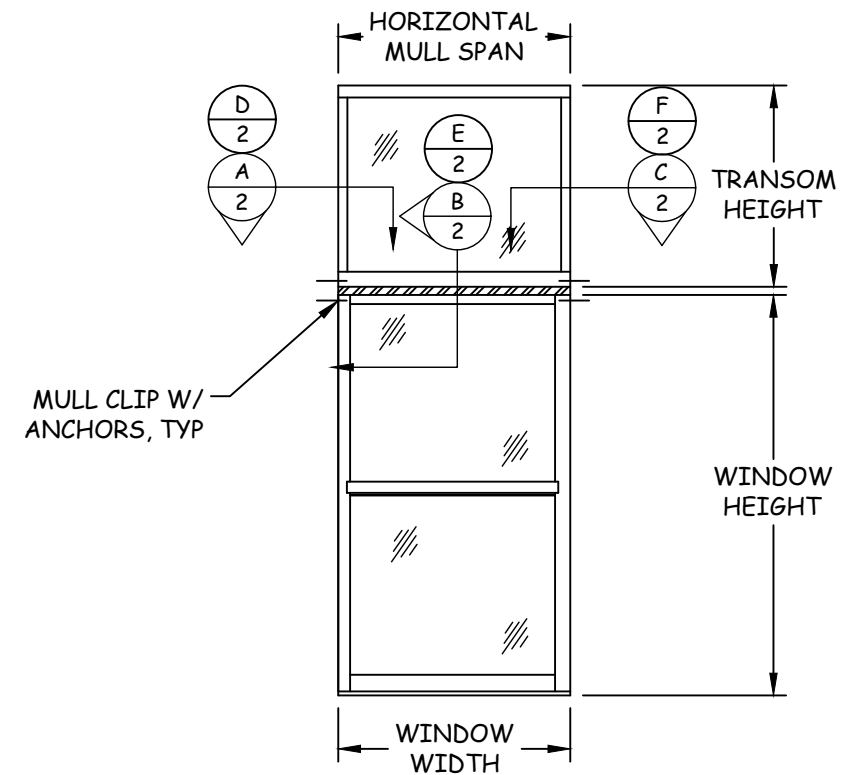 HORIZONTAL
MULL SPAN
D
2
A
2
E
2
B
2
F
2
C
2
TRANSOM
HEIGHT
MULL CLIP W/
ANCHORS, TYP
WINDOW
HEIGHT
WINDOW
WIDTH